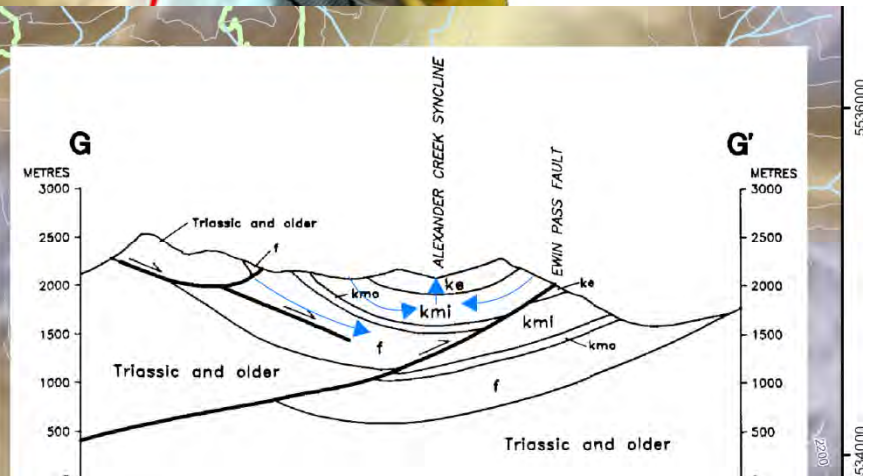 G
G'
METRES
METRES
3000
2500
2000
1500
1000
500
3000
2500
2000
1500
1000
500
ALEXANDER CREEK SYNCLINE
EWIN PASS FAULT
Triassic and older
f
ke
ke
kmo
kmi
kmi
kmo
f
f
Triassic and older
Triassic and older
5536000
534000
2200